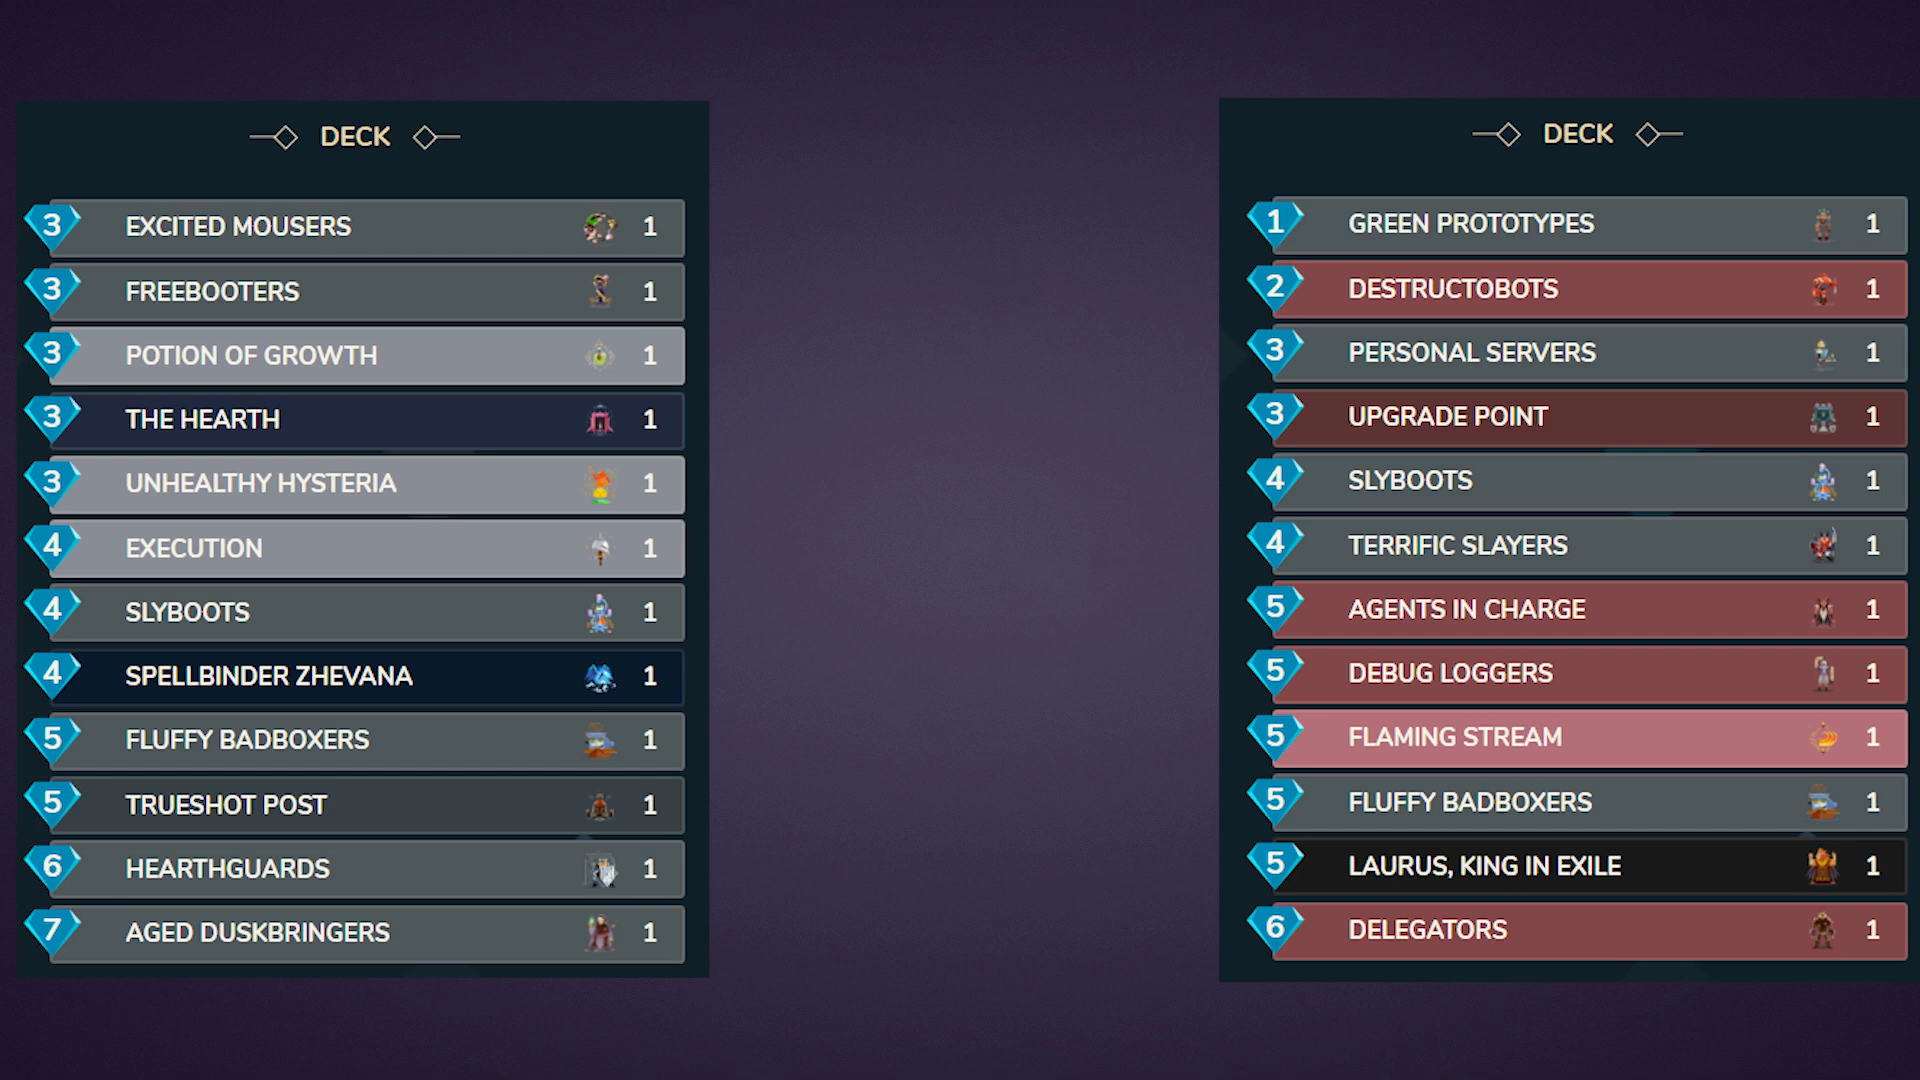 DECK
3 EXCITED MOUSERS 1
3 FREEBOOTERS 1
3 POTION OF GROWTH 1
3 THE HEARTH 1
3 UNHEALTHY HYSTERIA 1
4 EXECUTION 1
4 SLYBOOTS 1
4 SPELLBINDER ZHEVANA 1
5 FLUFFY BADBOXERS 1
5 TRUESHOT POST 1
6 HEARTHGUARDS 1
7 AGED DUSKBRINGERS 1
DECK
1 GREEN PROTOTYPES 1
2 DESTRUCTOBOTS 1
3 PERSONAL SERVERS 1
3 UPGRADE POINT 1
4 SLYBOOTS 1
4 TERRIFIC SLAYERS 1
5 AGENTS IN CHARGE 1
5 DEBUG LOGGERS 1
5 FLAMING STREAM 1
5 FLUFFY BADBOXERS 1
5 LAURUS, KING IN EXILE 1
6 DELEGATORS 1